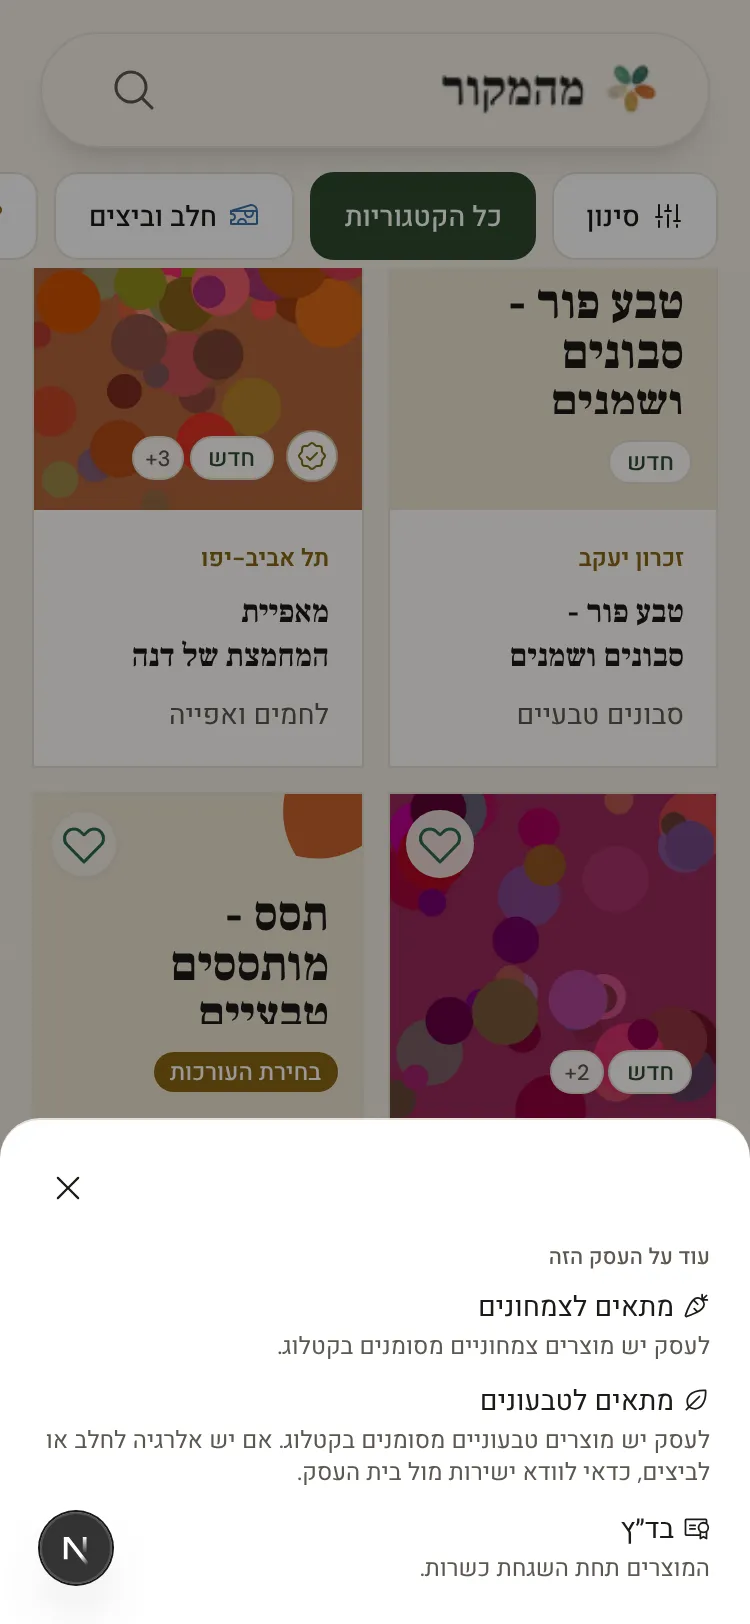 מהמקור
סינון
כל הקטגוריות
חלב וביצים
טבע פור -
סבונים
ושמנים
חדש
חדש
+3
זכרון יעקב
טבע פור -
סבונים ושמנים
סבונים טבעיים
תל אביב-יפו
מאפיית
המחמצת של דנה
לחמים ואפייה
חדש
+2
תסס -
מותססים
טבעיים
בחירת העורכות
עוד על העסק הזה
מתאים לצמחונים
לעסק יש מוצרים צמחוניים מסומנים בקטלוג.
מתאים לטבעונים
לעסק יש מוצרים טבעוניים מסומנים בקטלוג. אם יש אלרגיה לחלב או
לביצים, כדאי לוודא ישירות מול בית העסק.
בד״ץ
המוצרים תחת השגחת כשרות.
N